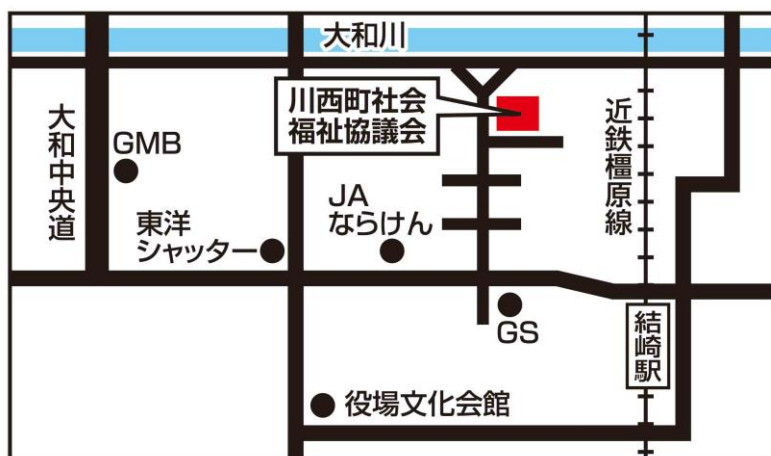 大和川
川西町社会
福祉協議会
大和中央道
GMB
近鉄橿原線
JA
ならけん
東洋
シャッター
GS
結崎駅
役場文化会館